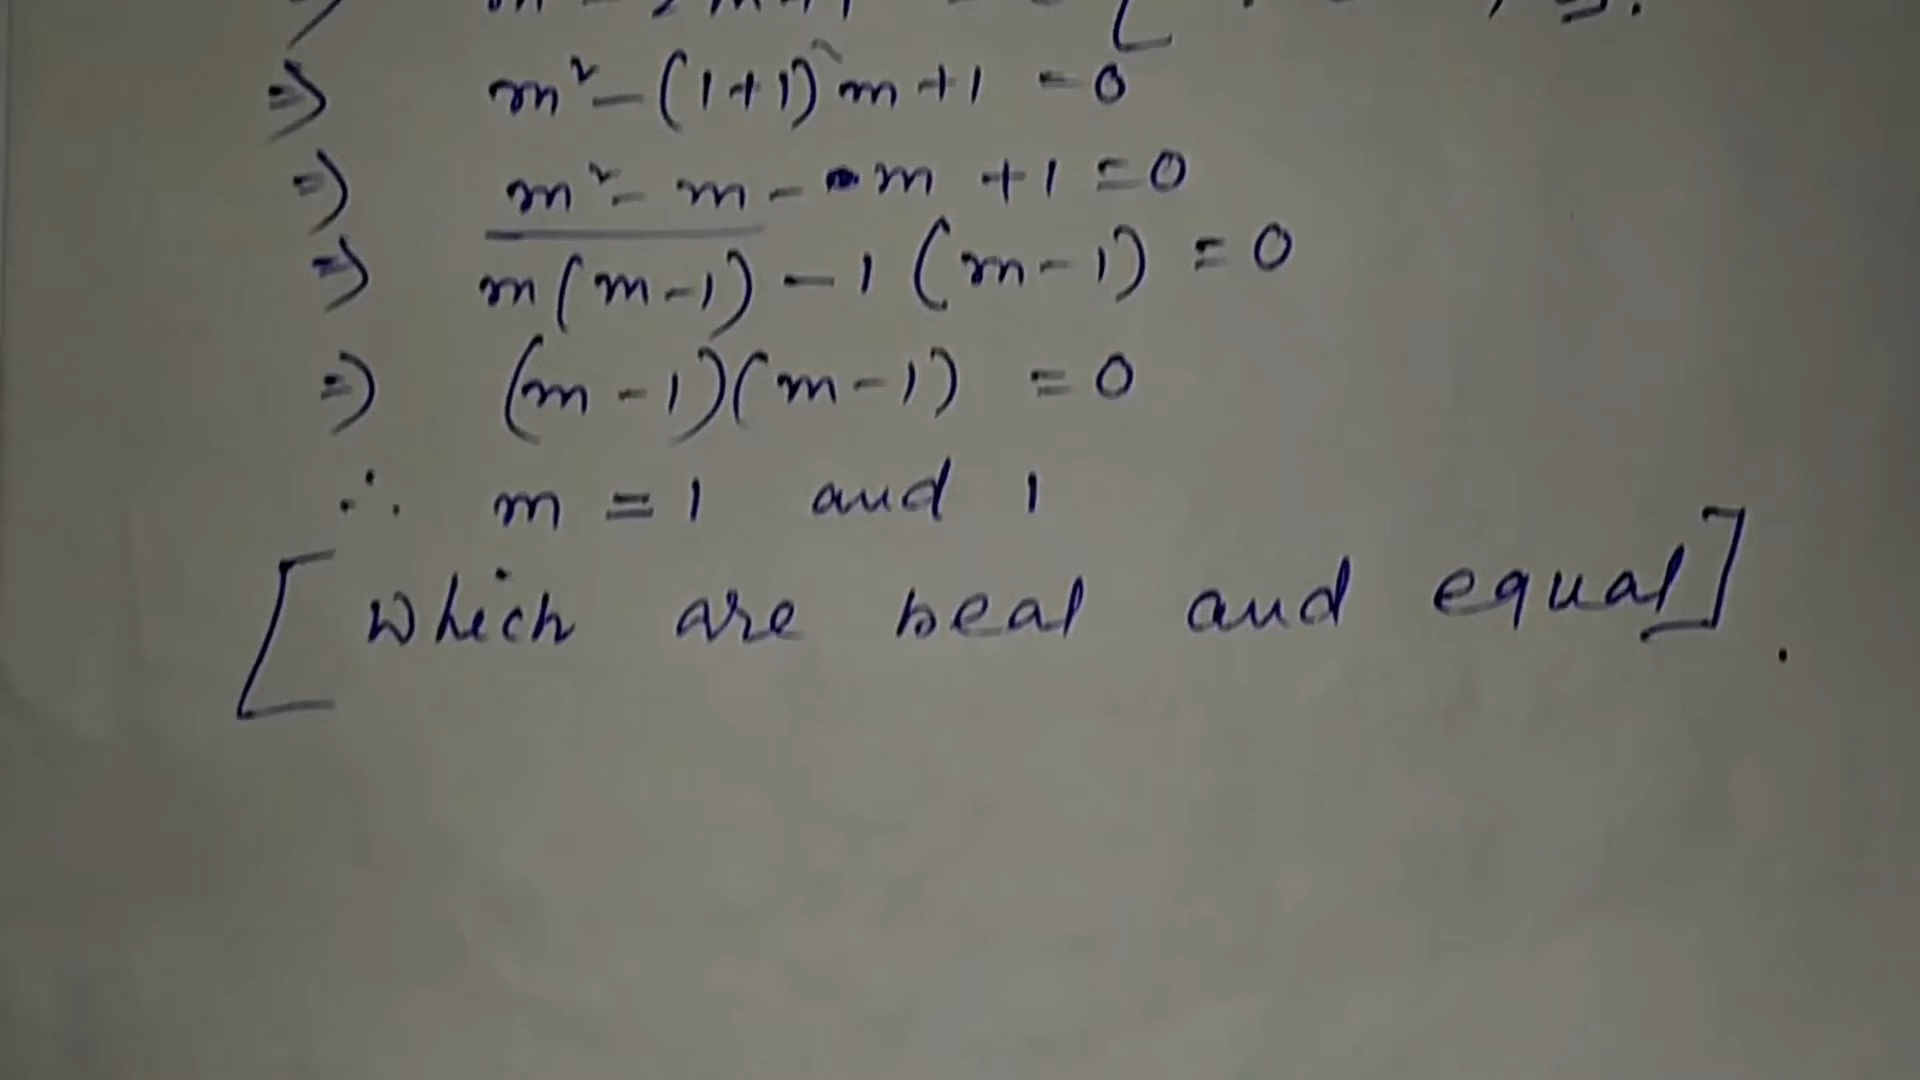 ⇒ m² - (1+1)m + 1 = 0
⇒ m² - m - m + 1 = 0
⇒ m(m-1) - 1(m-1) = 0
⇒ (m-1)(m-1) = 0
∴ m = 1 and 1
[which are real and equal].